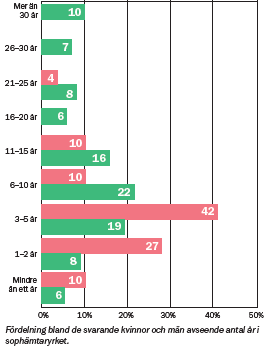 Mer än
30 år
10
26–30 år
7
21–25 år
4
8
16–20 år
6
11–15 år
10
16
6–10 år
10
22
3–5 år
42
19
1–2 år
27
8
Mindre
än ett år
10
6
0% 10% 20% 30% 40% 50%
Fördelning bland de svarande kvinnor och män avseende antal år i
sophämtaryrket.